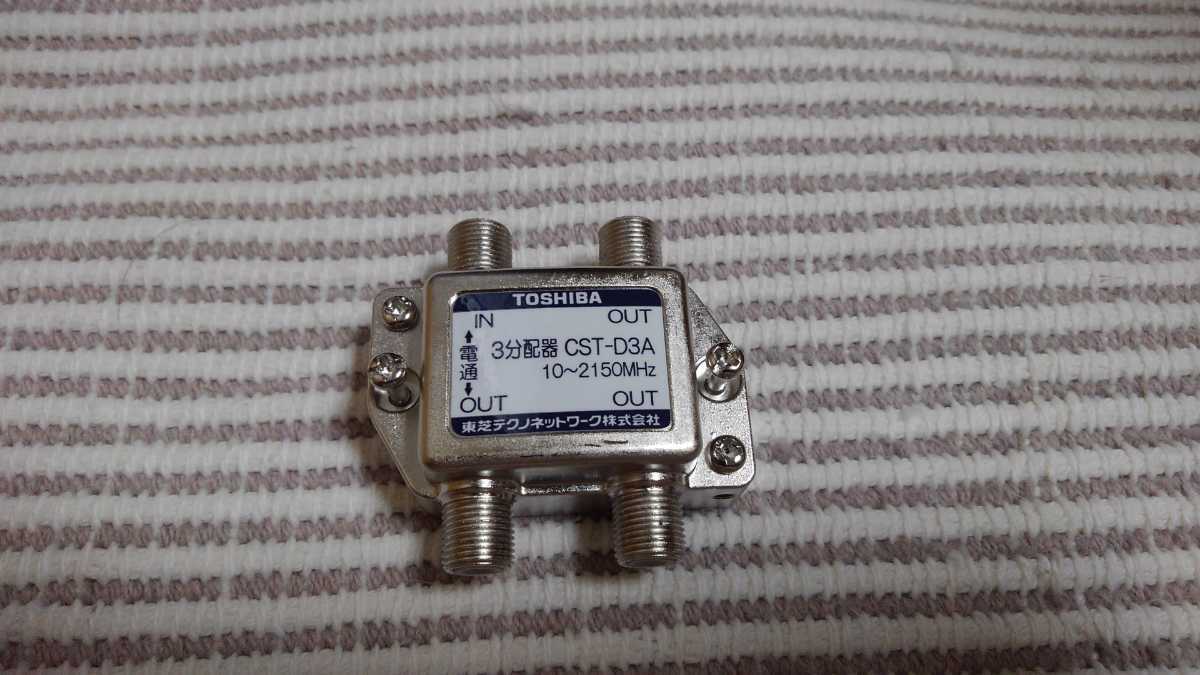 TOSHIBA
IN OUT
電通
3分配器 CST-D3A
10~2150MHz
OUT OUT
東芝テクノネットワーク株式会社